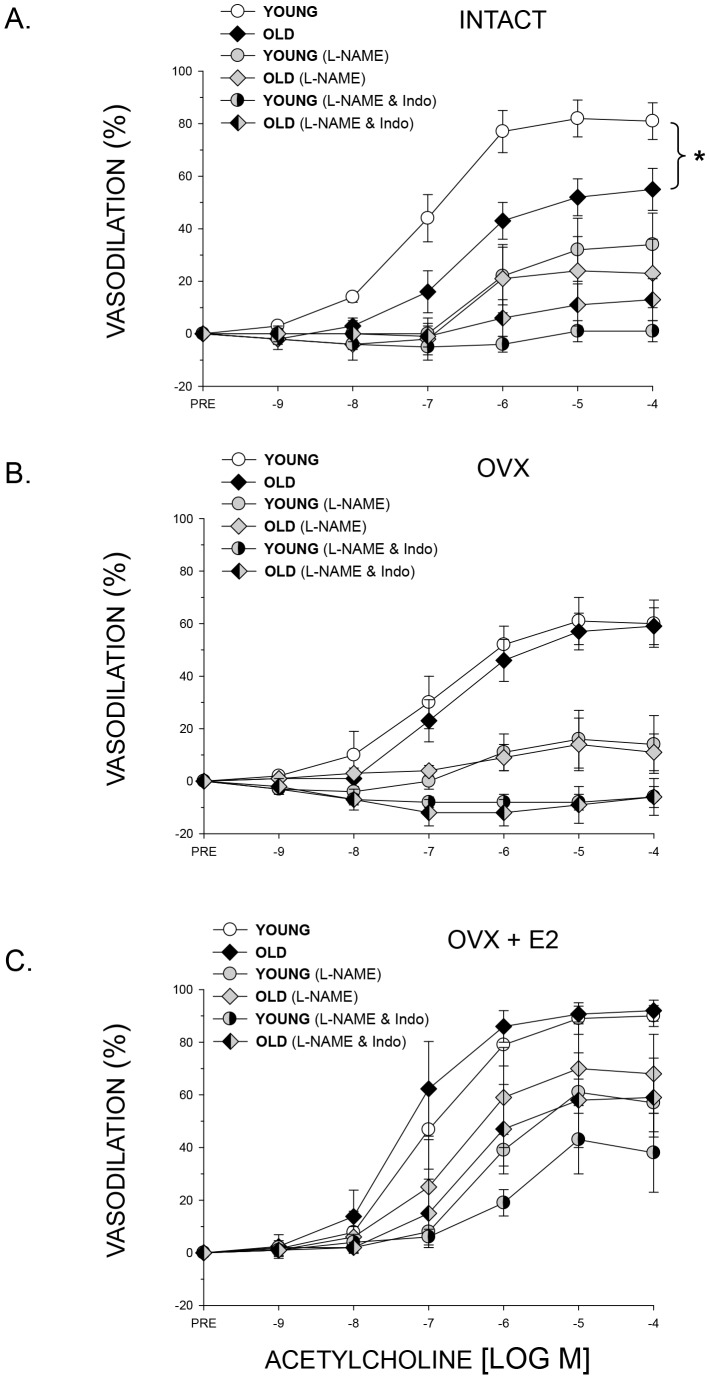 A.
INTACT
YOUNG
OLD
YOUNG (L-NAME)
OLD (L-NAME)
YOUNG (L-NAME & Indo)
OLD (L-NAME & Indo)
VASODILATION (%)
100
80
60
40
20
0
-20
*
PRE -9 -8 -7 -6 -5 -4
B.
OVX
YOUNG
OLD
YOUNG (L-NAME)
OLD (L-NAME)
YOUNG (L-NAME & Indo)
OLD (L-NAME & Indo)
VASODILATION (%)
100
80
60
40
20
0
-20
PRE -9 -8 -7 -6 -5 -4
C.
OVX + E2
YOUNG
OLD
YOUNG (L-NAME)
OLD (L-NAME)
YOUNG (L-NAME & Indo)
OLD (L-NAME & Indo)
VASODILATION (%)
100
80
60
40
20
0
-20
PRE -9 -8 -7 -6 -5 -4
ACETYLCHOLINE [LOG M]